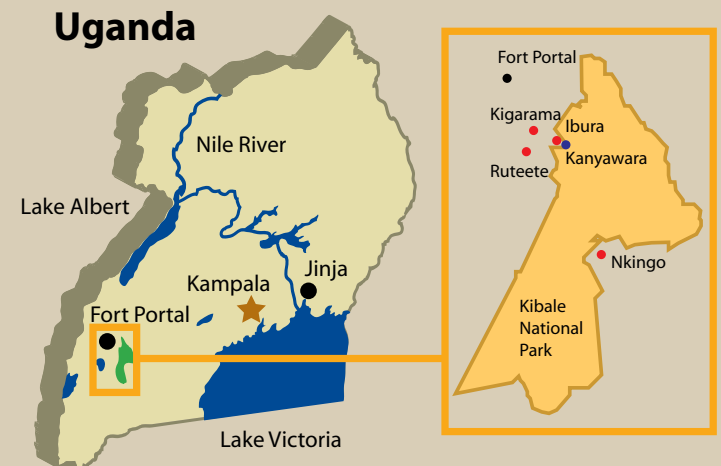 Uganda
Nile River
Lake Albert
Kampala
Jinja
Fort Portal
Lake Victoria
Fort Portal
Kigarama
Ibura
Kanyawara
Ruteete
Nkingo
Kibale
National
Park